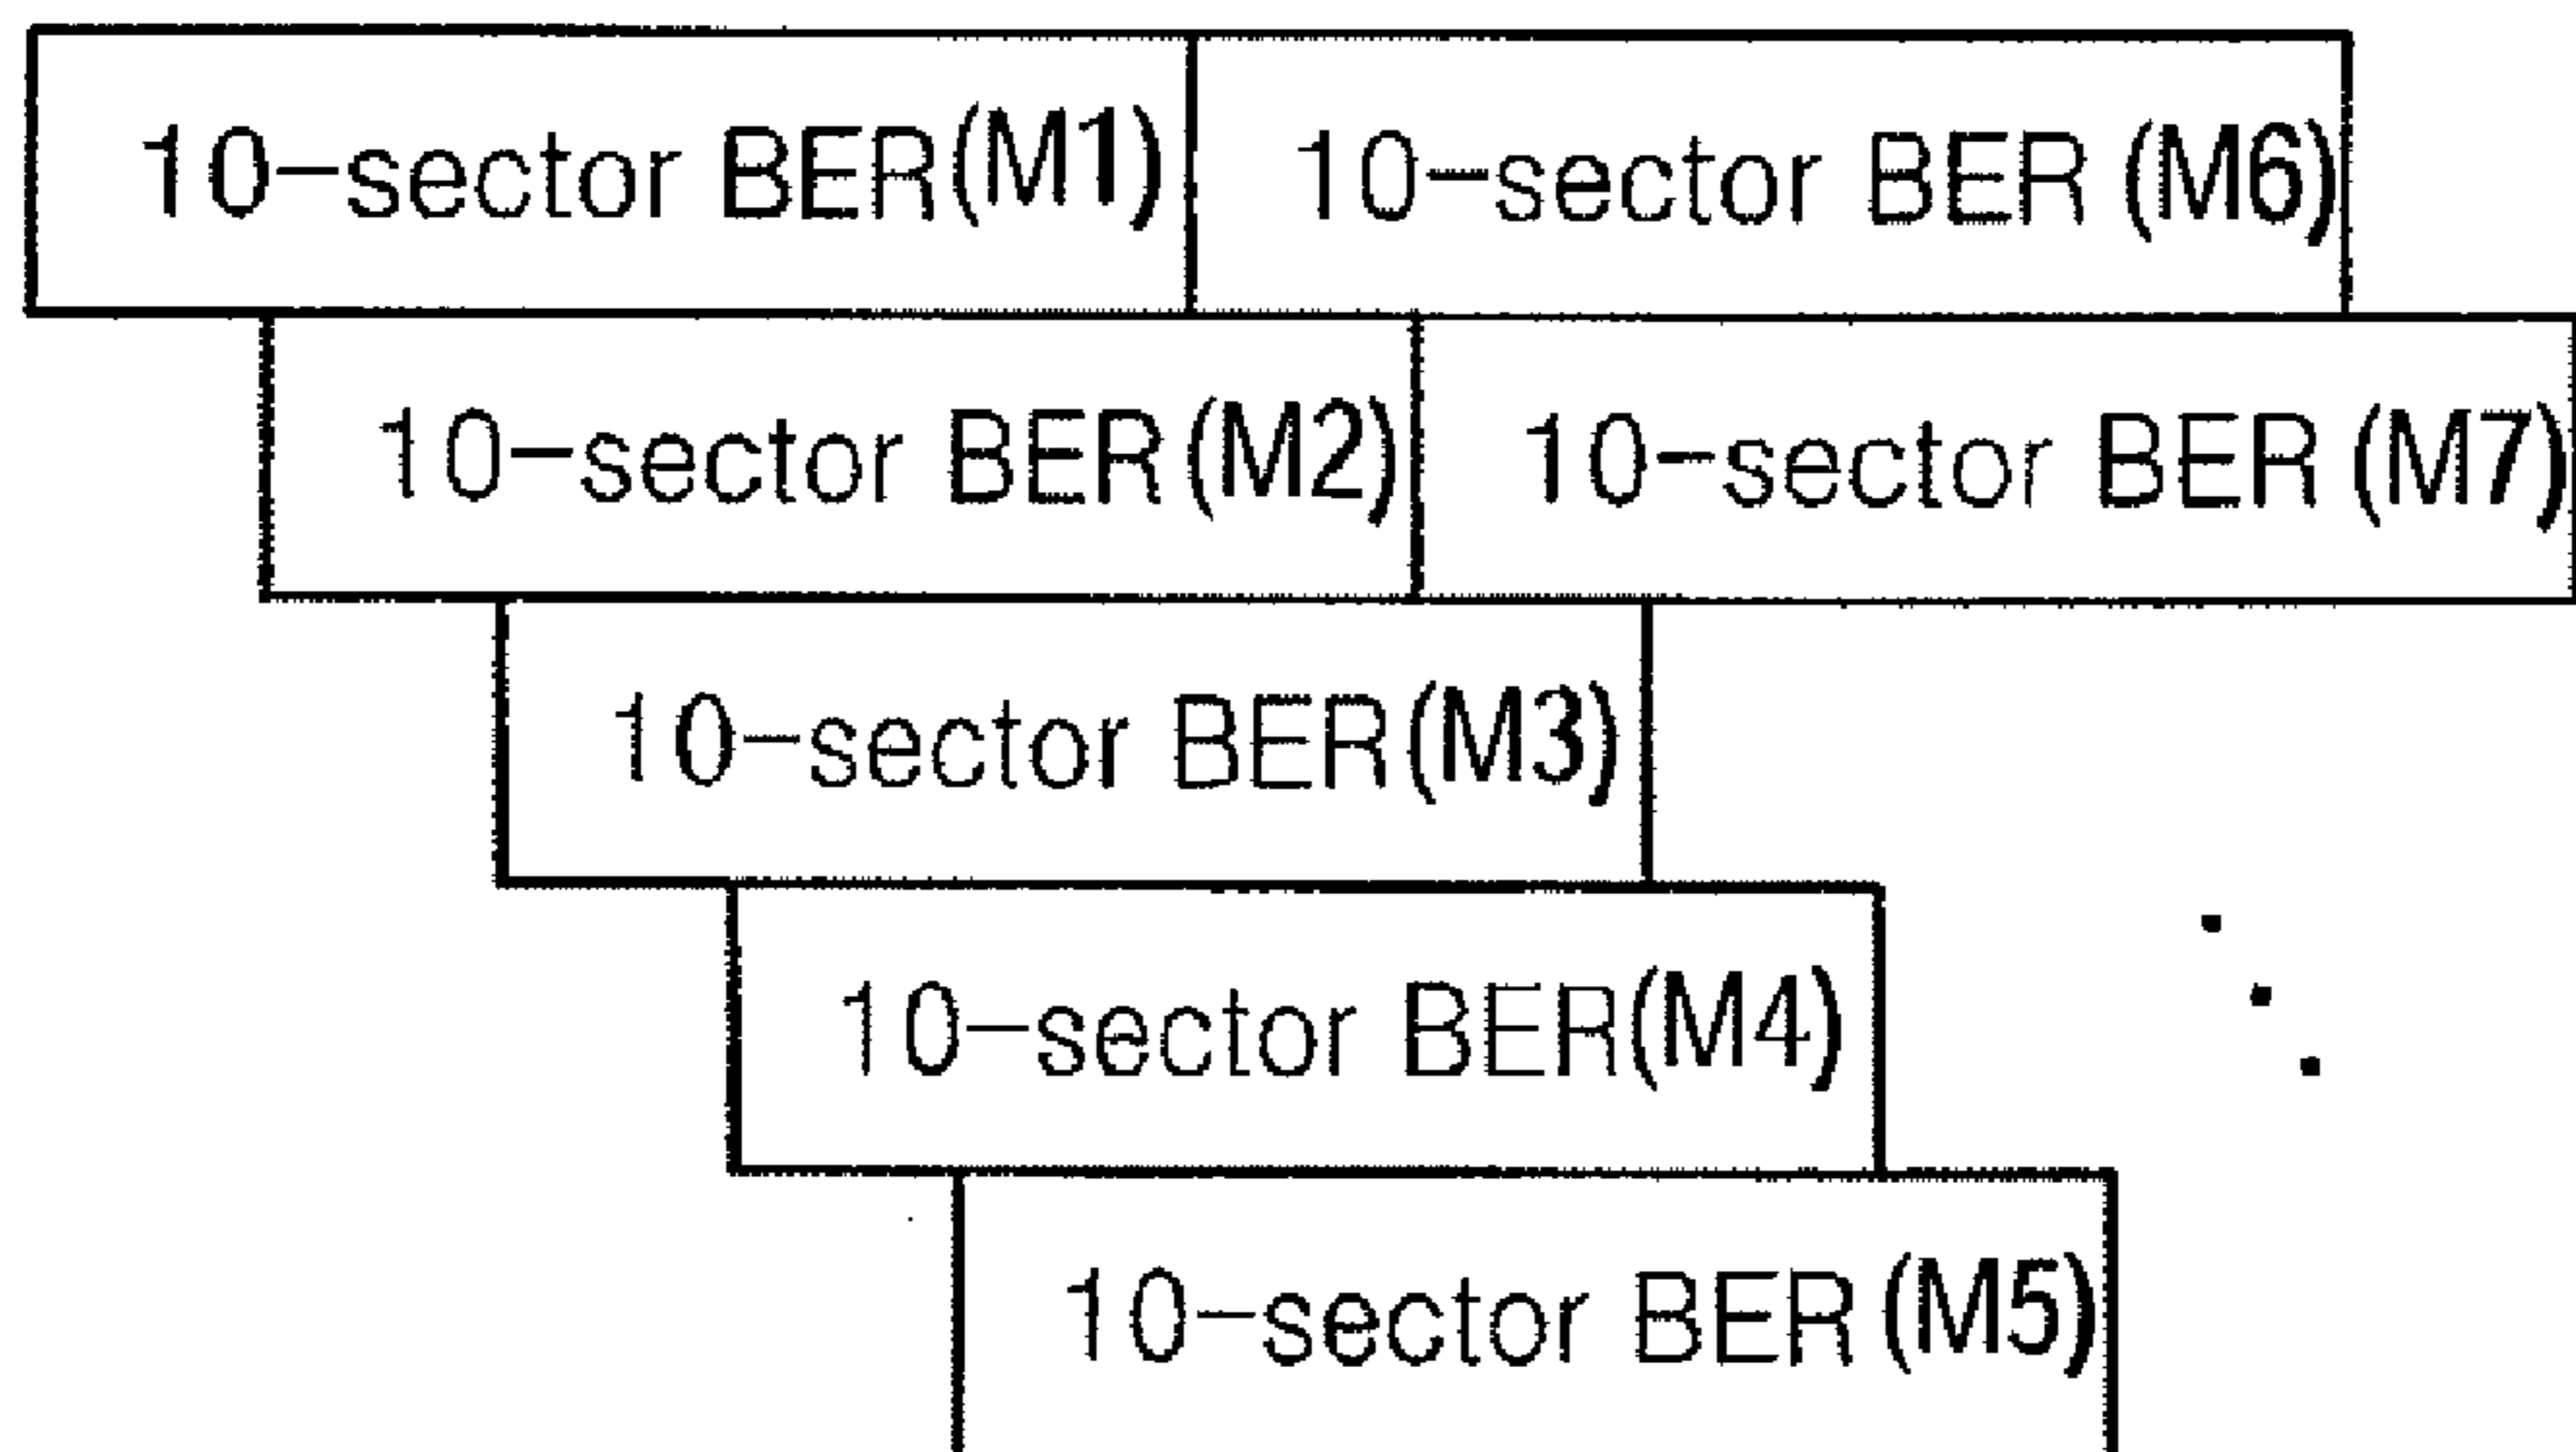 10-sector BER(M1) 10-sector BER (M6)
10-sector BER (M2) 10-sector BER (M7)
10-sector BER(M3)
10-sector BER(M4)
10-sector BER (M5)